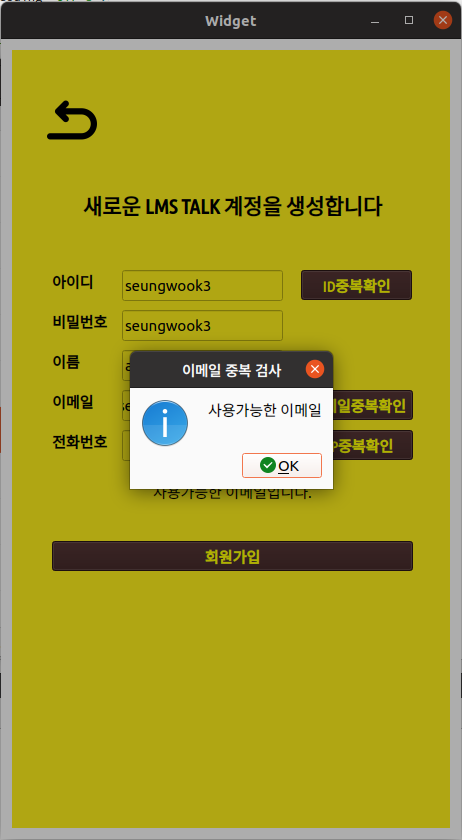 Widget
새로운 LMS TALK 계정을 생성합니다
아이디 seungwook3 ID중복확인
비밀번호 seungwook3
이름
이메일 일중복확인
전화번호 중복확인
이메일 중복 검사
사용가능한 이메일
OK
사용가능한 이메일입니다.
회원가입